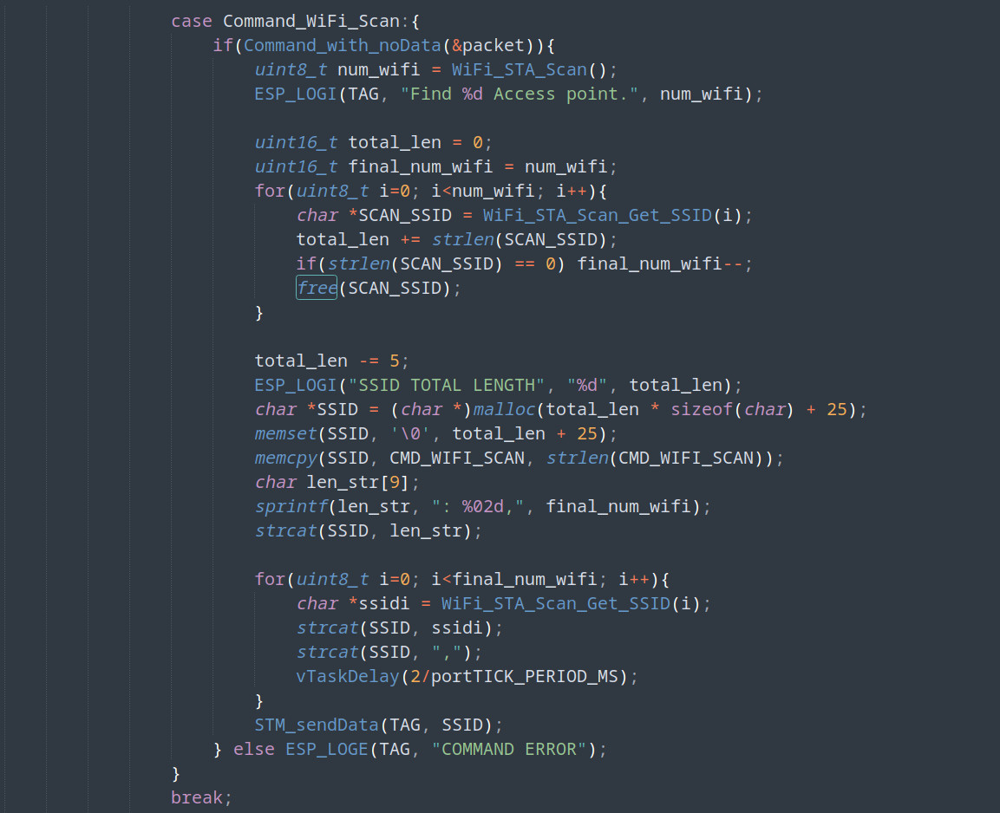 case Command_WiFi_Scan:{
if(Command_with_noData(&packet)){
uint8_t num_wifi = WiFi_STA_Scan();
ESP_LOGI(TAG, "Find %d Access point.", num_wifi);
uint16_t total_len = 0;
uint16_t final_num_wifi = num_wifi;
for(uint8_t i=0; i<num_wifi; i++){
char *SCAN_SSID = WiFi_STA_Scan_Get_SSID(i);
total_len += strlen(SCAN_SSID);
if(strlen(SCAN_SSID) == 0) final_num_wifi--;
free(SCAN_SSID);
}
total_len -= 5;
ESP_LOGI("SSID TOTAL LENGTH", "%d", total_len);
char *SSID = (char *)malloc(total_len * sizeof(char) + 25);
memset(SSID, '\0', total_len + 25);
memcpy(SSID, CMD_WIFI_SCAN, strlen(CMD_WIFI_SCAN));
char len_str[9];
sprintf(len_str, ": %02d,", final_num_wifi);
strcat(SSID, len_str);
for(uint8_t i=0; i<final_num_wifi; i++){
char *ssidi = WiFi_STA_Scan_Get_SSID(i);
strcat(SSID, ssidi);
strcat(SSID, ",");
vTaskDelay(2/portTICK_PERIOD_MS);
}
STM_sendData(TAG, SSID);
} else ESP_LOGE(TAG, "COMMAND ERROR");
}
break;